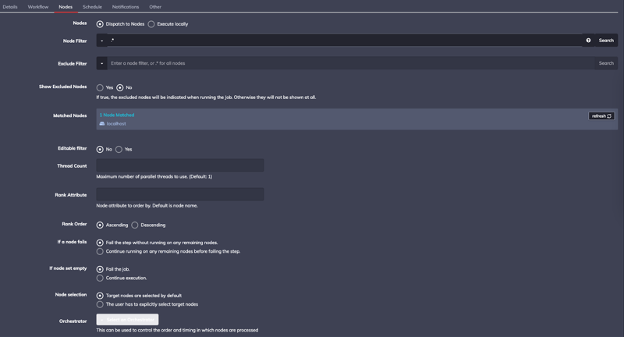 Details Workflow Nodes Schedule Notifications Other
Nodes Dispatch to Nodes Execute locally
Node Filter .* Search
Exclude Filter Enter a node filter, or .* for all nodes Search
Show Excluded Nodes Yes No
If true, the excluded nodes will be indicated when running the job. Otherwise they will not be shown at all.
Matched Nodes 1 Node Matched refresh
localhost
Editable filter No Yes
Thread Count
Maximum number of parallel threads to use. (Default: 1)
Rank Attribute
Node attribute to order by. Default is node name.
Rank Order Ascending Descending
If a node fails Fail the step without running on any remaining nodes.
Continue running on any remaining nodes before failing the step.
If node set empty Fail the job.
Continue execution.
Node selection Target nodes are selected by default
The user has to explicitly select target nodes
Orchestrator
This can be used to control the order and timing in which nodes are processed